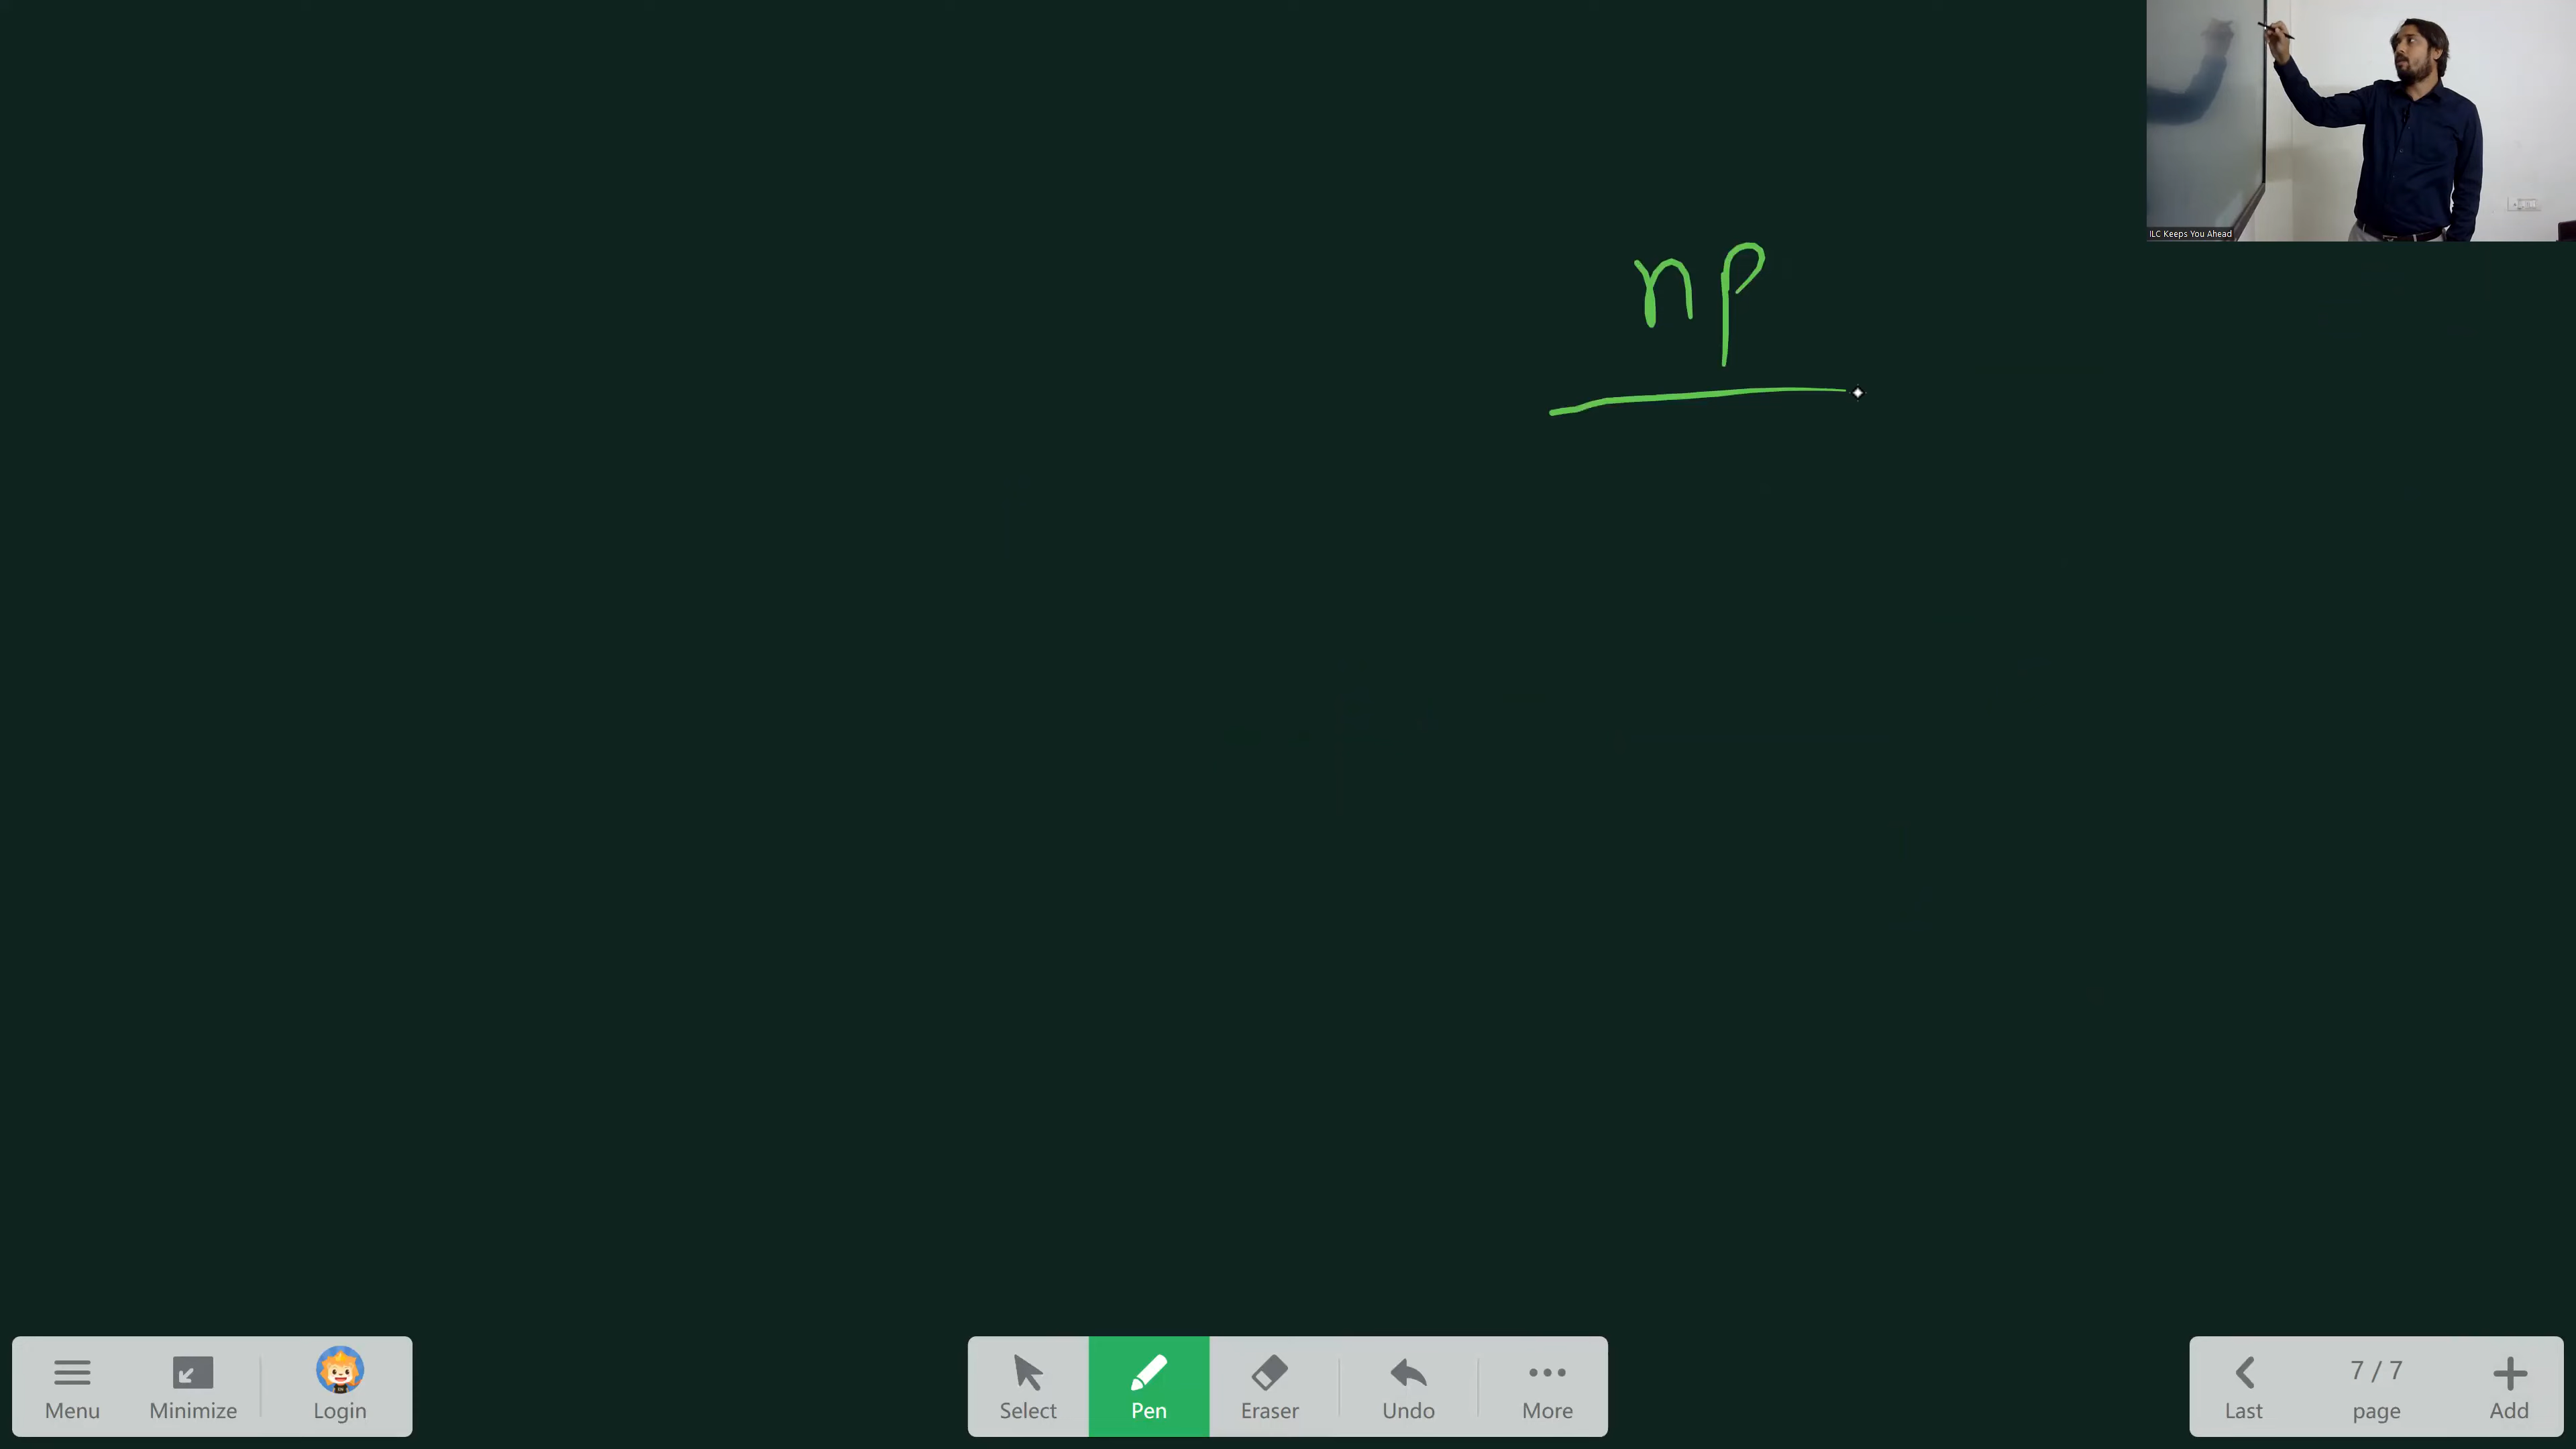 ILC Keeps You Ahead
np
Menu
Minimize
Login
Select
Pen
Eraser
Undo
More
Last
7 / 7
page
Add